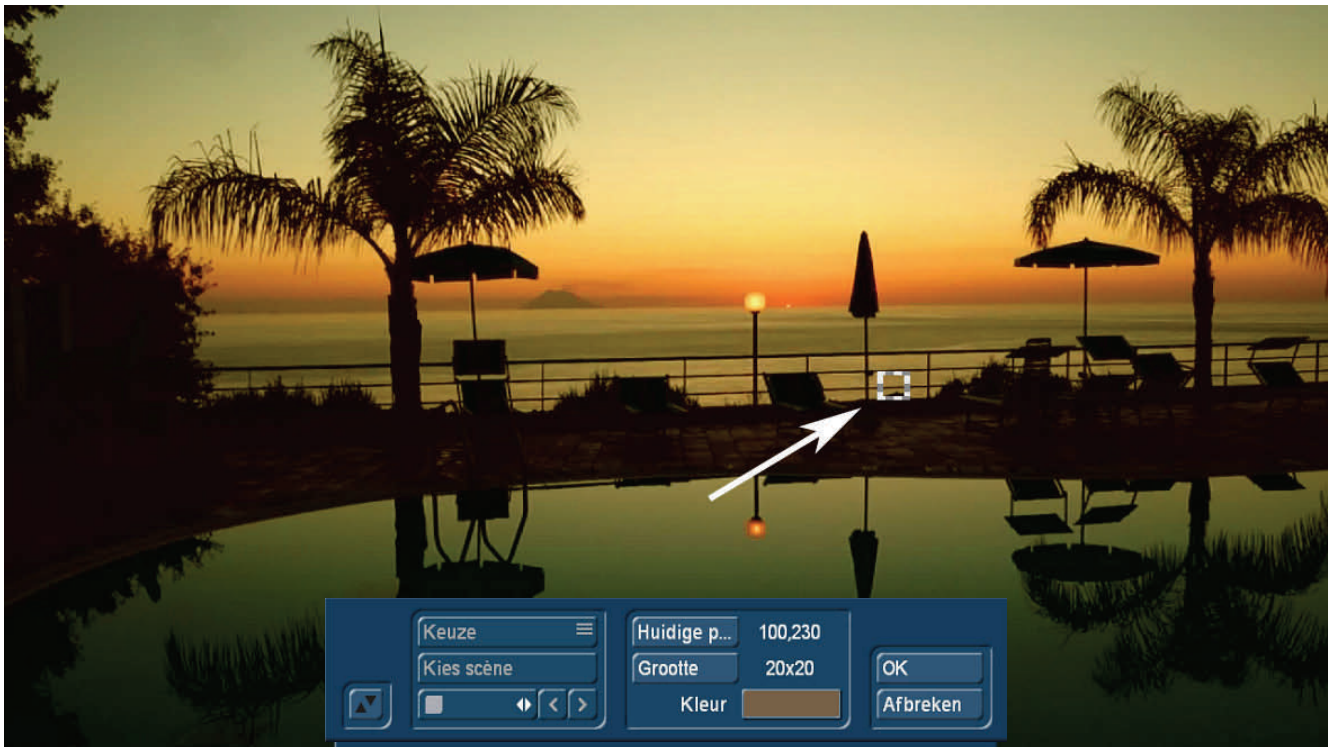 Keuze
Kies scène
Huidige p... 100,230
Grootte 20x20
Kleur
OK
Afbreken